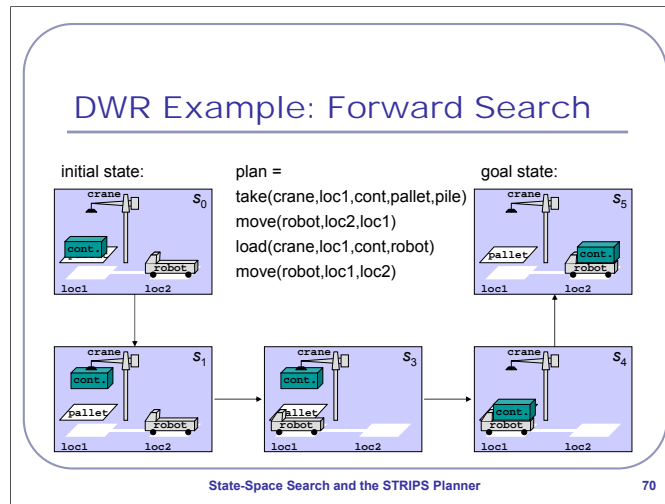 DWR Example: Forward Search
initial state:
plan =
take(crane,loc1,cont,pallet,pile)
move(robot,loc2,loc1)
load(crane,loc1,cont,robot)
move(robot,loc1,loc2)
goal state:
crane
S0
cont.
robot
loc1 loc2
crane
S5
pallet
cont.
robot
loc1 loc2
crane
S1
cont.
pallet
robot
loc1 loc2
crane
S3
cont.
pallet
robot
loc1 loc2
crane
S4
cont.
robot
loc1 loc2
State-Space Search and the STRIPS Planner 70